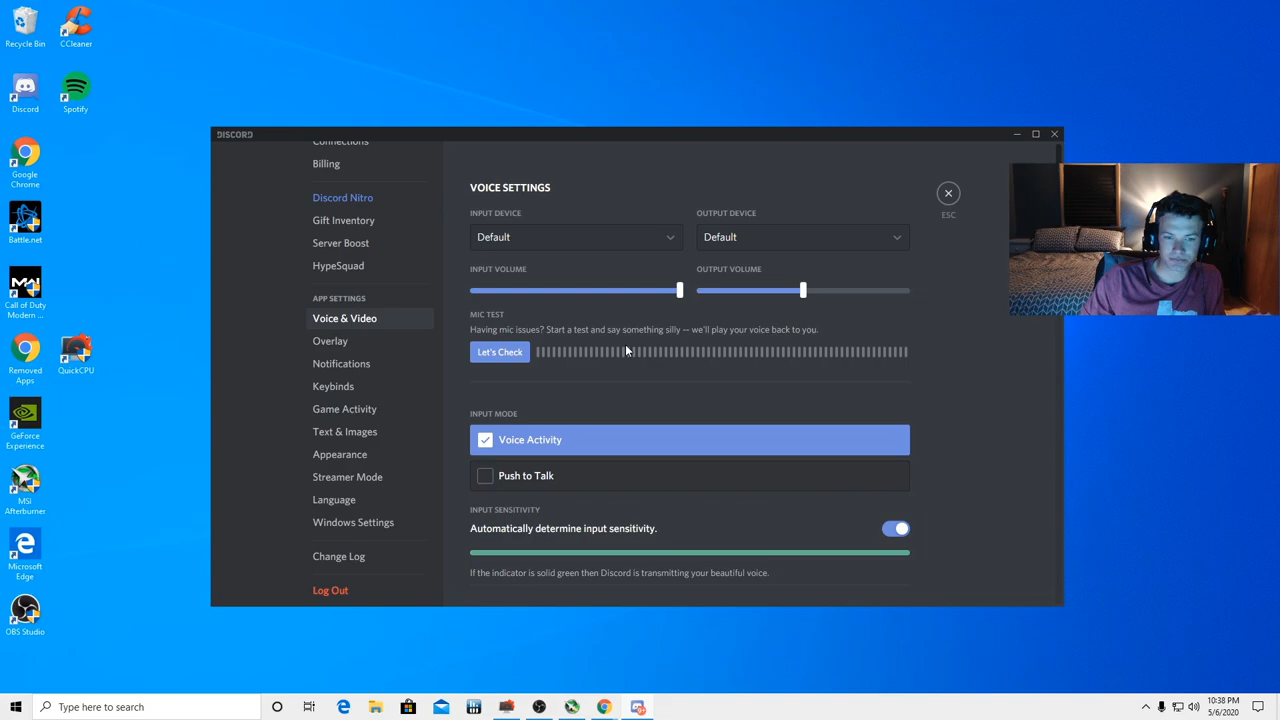 Recycle Bin
CCleaner
Discord
Spotify
Google
Chrome
Battle.net
Call of Duty
Modern ...
Removed
Apps
QuickCPU
GeForce
Experience
MSI
Afterburner
Microsoft
Edge
OBS Studio
DISCORD
Connections
Billing
Discord Nitro
Gift Inventory
Server Boost
HypeSquad
APP SETTINGS
Voice & Video
Overlay
Notifications
Keybinds
Game Activity
Text & Images
Appearance
Streamer Mode
Language
Windows Settings
Change Log
Log Out
VOICE SETTINGS
INPUT DEVICE
OUTPUT DEVICE
Default
Default
INPUT VOLUME
OUTPUT VOLUME
MIC TEST
Having mic issues? Start a test and say something silly -- we'll play your voice back to you.
Let's Check
INPUT MODE
Voice Activity
Push to Talk
INPUT SENSITIVITY
Automatically determine input sensitivity.
If the indicator is solid green then Discord is transmitting your beautiful voice.
ESC
Type here to search
10:38 PM
5/6/2020